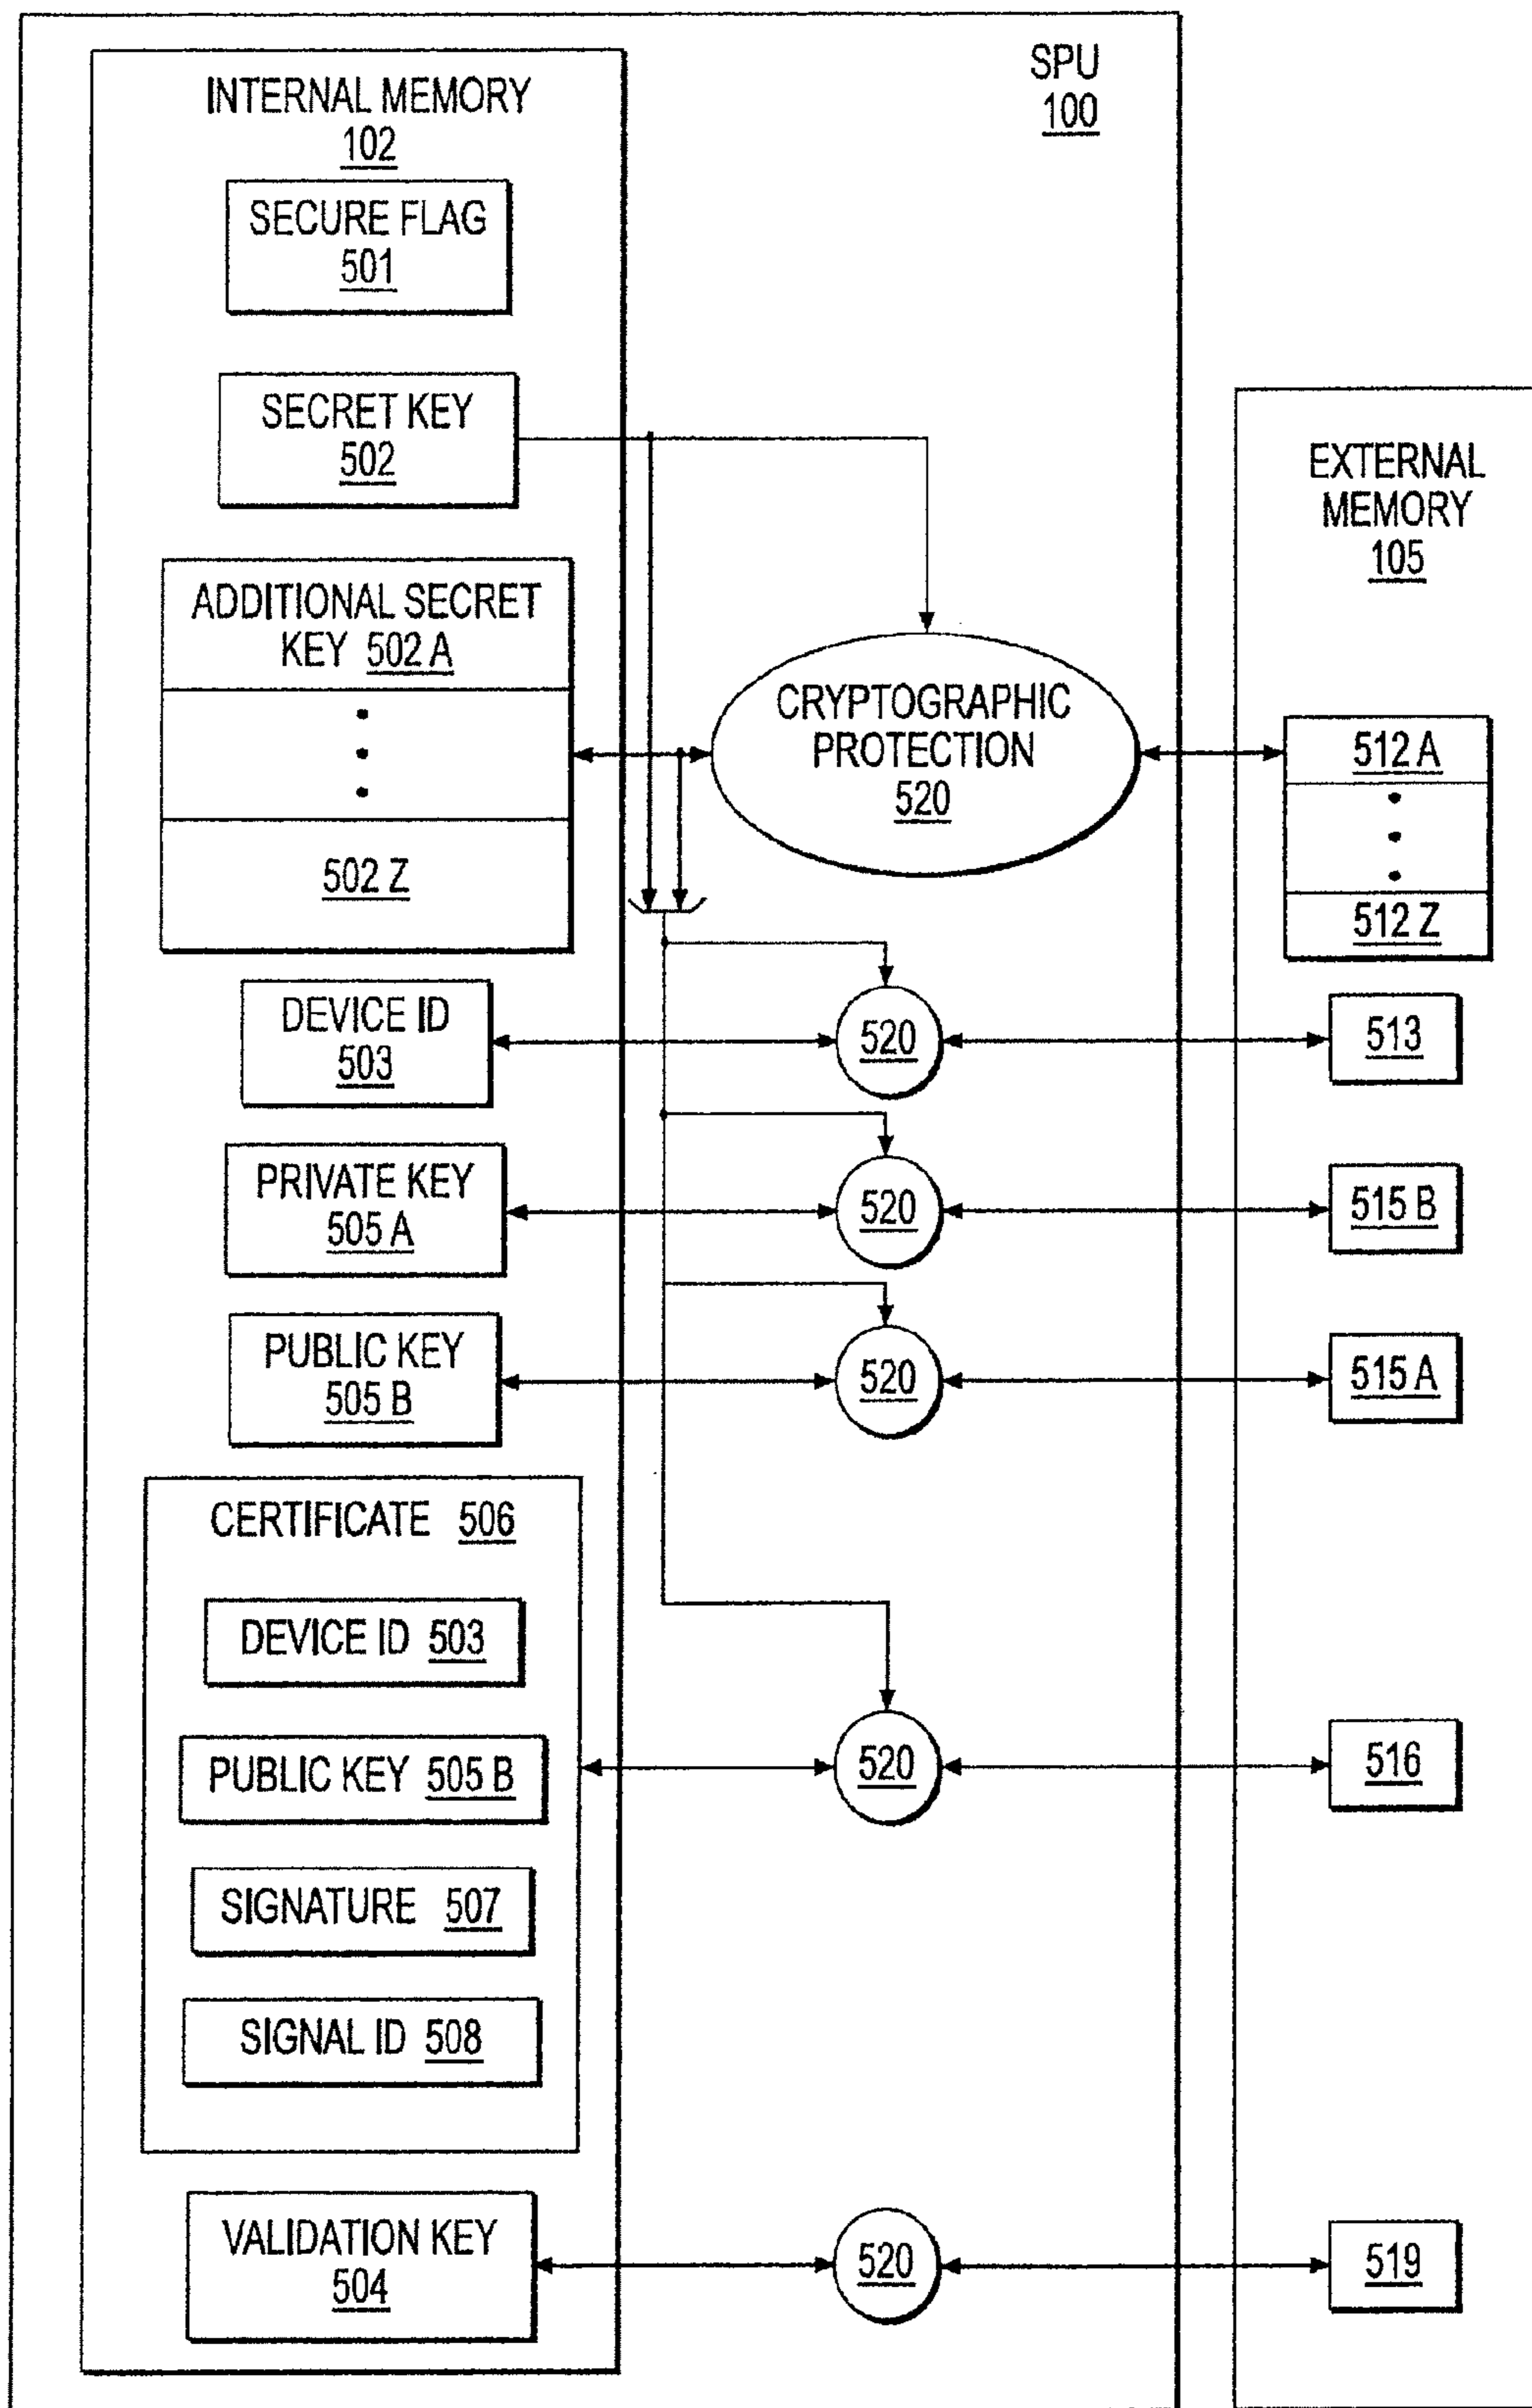 SPU
100
INTERNAL MEMORY
102
SECURE FLAG
501
SECRET KEY
502
EXTERNAL
MEMORY
105
ADDITIONAL SECRET
KEY 502 A
502 Z
CRYPTOGRAPHIC
PROTECTION
520
512 A
512 Z
DEVICE ID
503
520
513
PRIVATE KEY
505 A
520
515 B
PUBLIC KEY
505 B
520
515 A
CERTIFICATE 506
DEVICE ID 503
PUBLIC KEY 505 B
SIGNATURE 507
SIGNAL ID 508
520
516
VALIDATION KEY
504
520
519